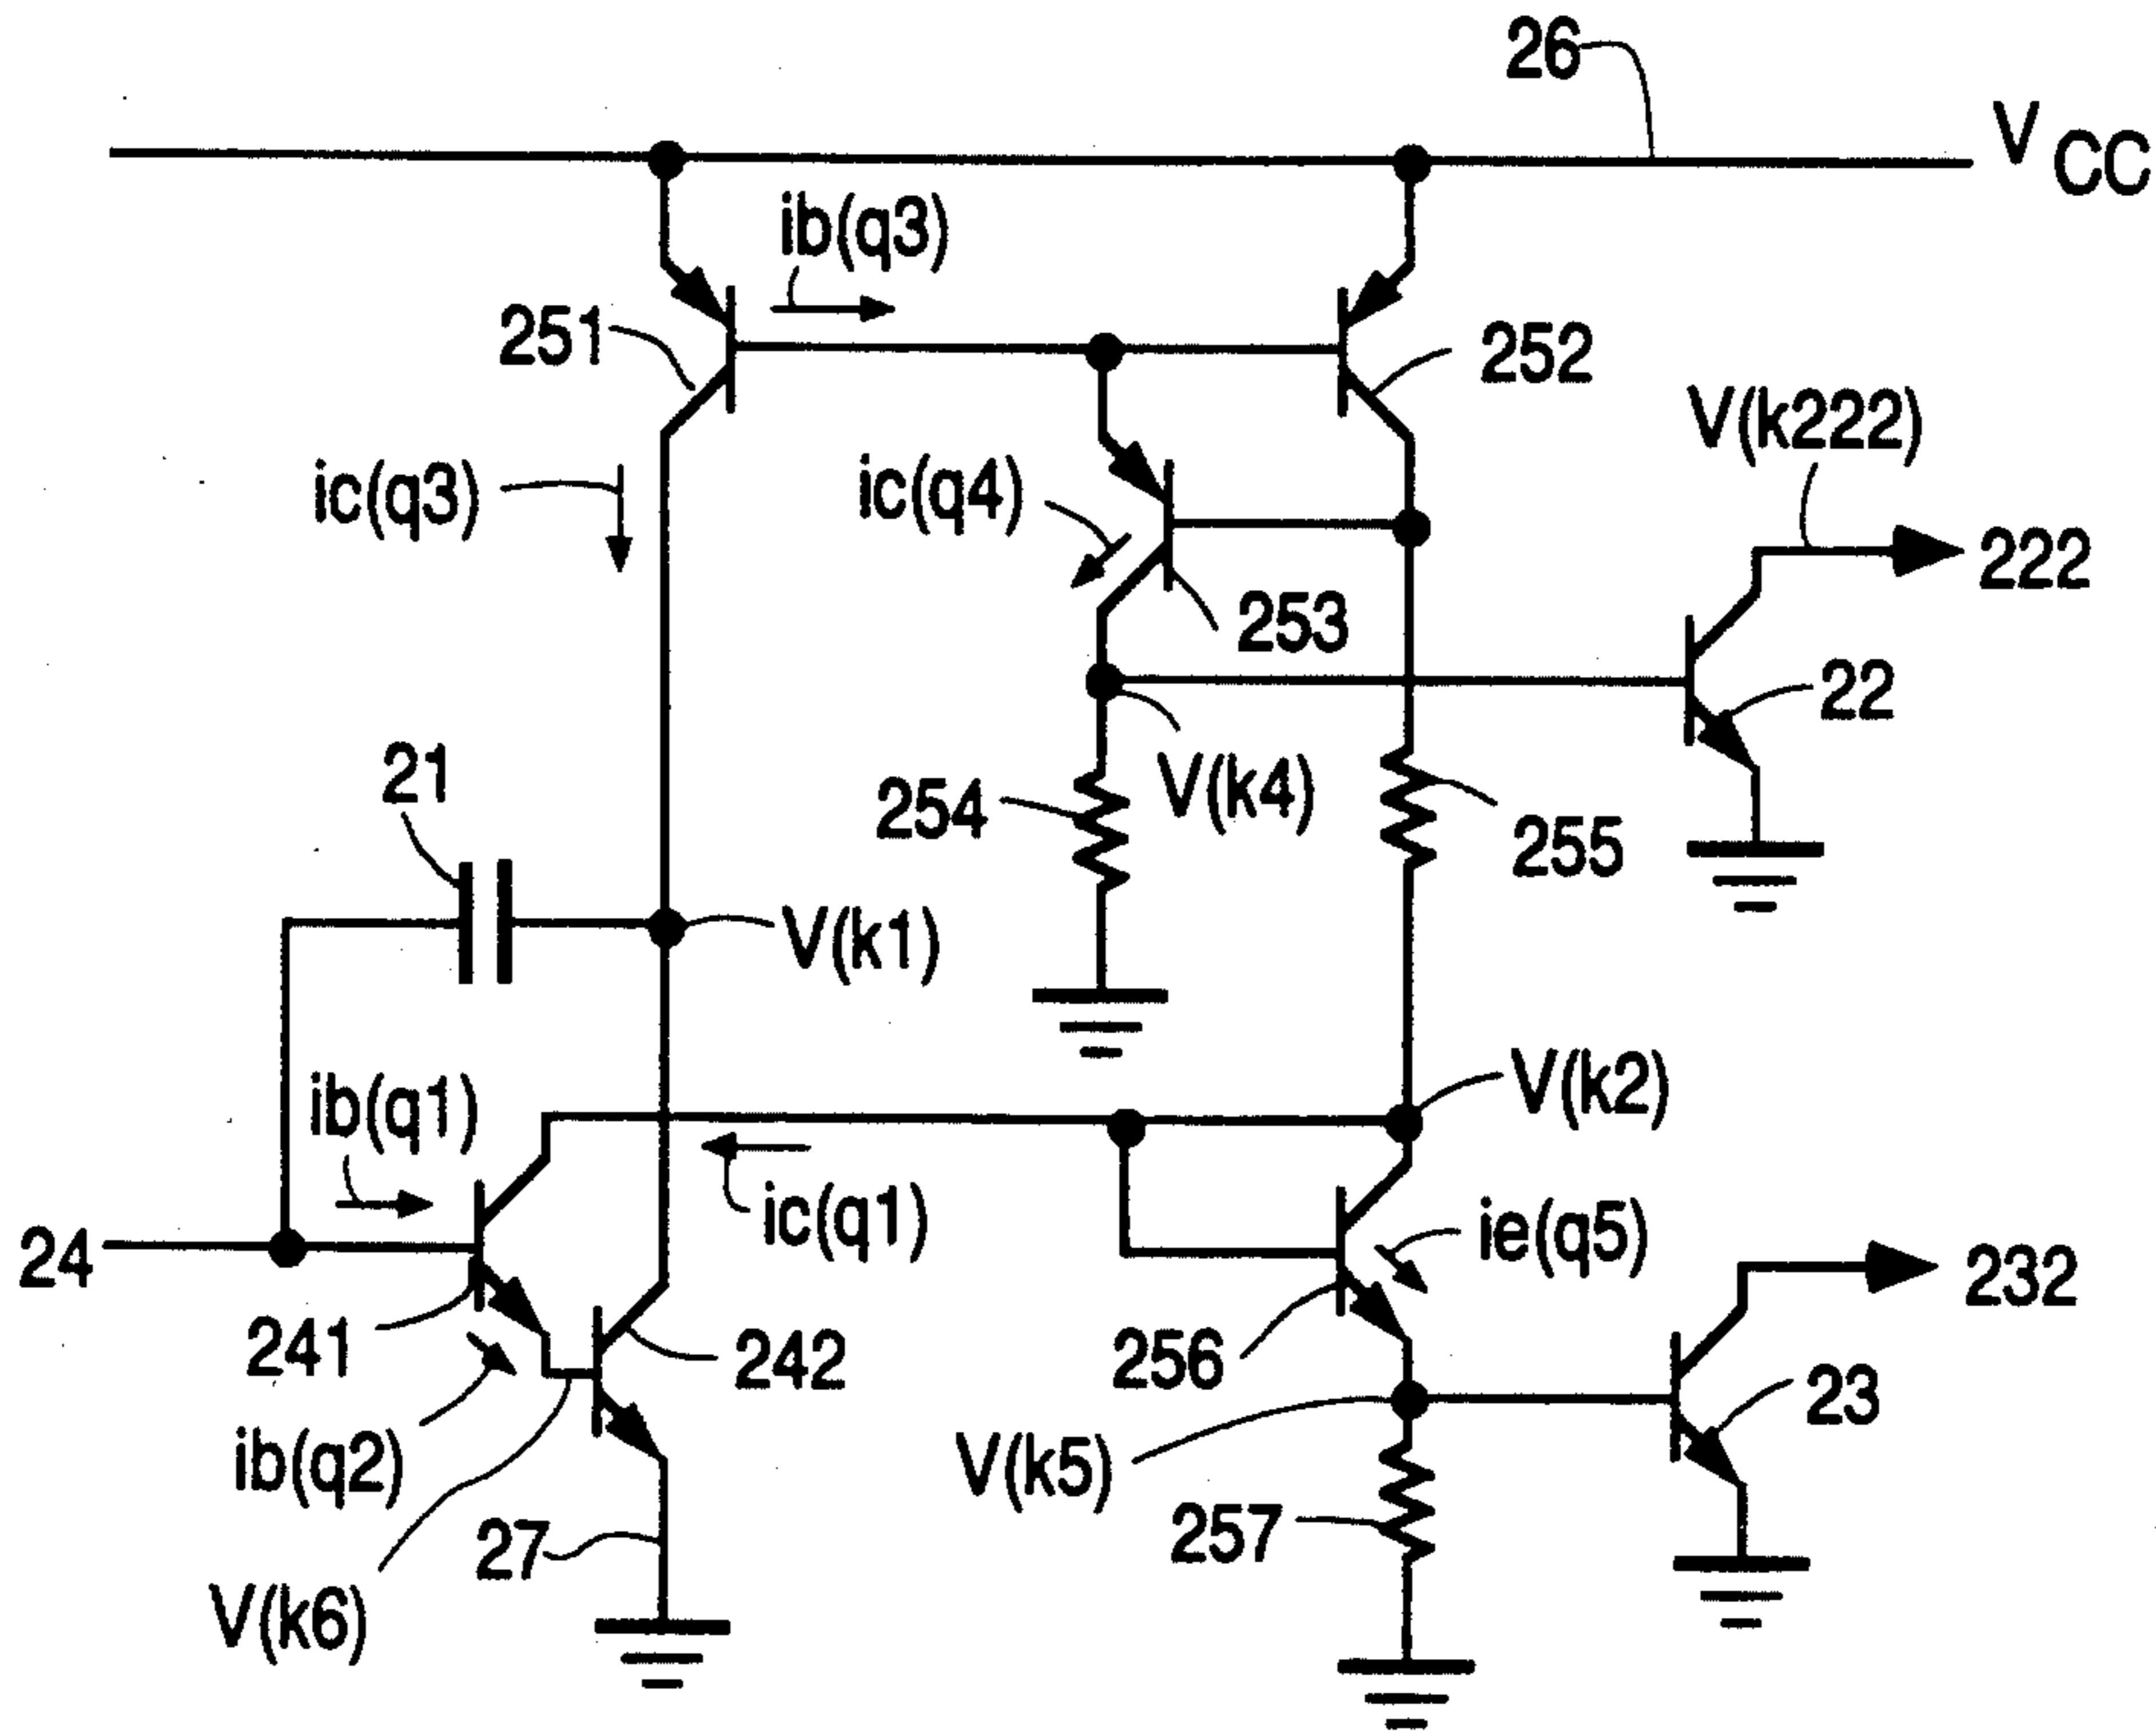 26
VCC
ib(q3)
251
252
V(k222)
ic(q3)
ic(q4)
222
253
22
21
V(k4)
254
255
V(k1)
V(k2)
ib(q1)
ic(q1)
ie(q5)
24
232
241
242
256
23
ib(q2)
V(k5)
27
257
V(k6)